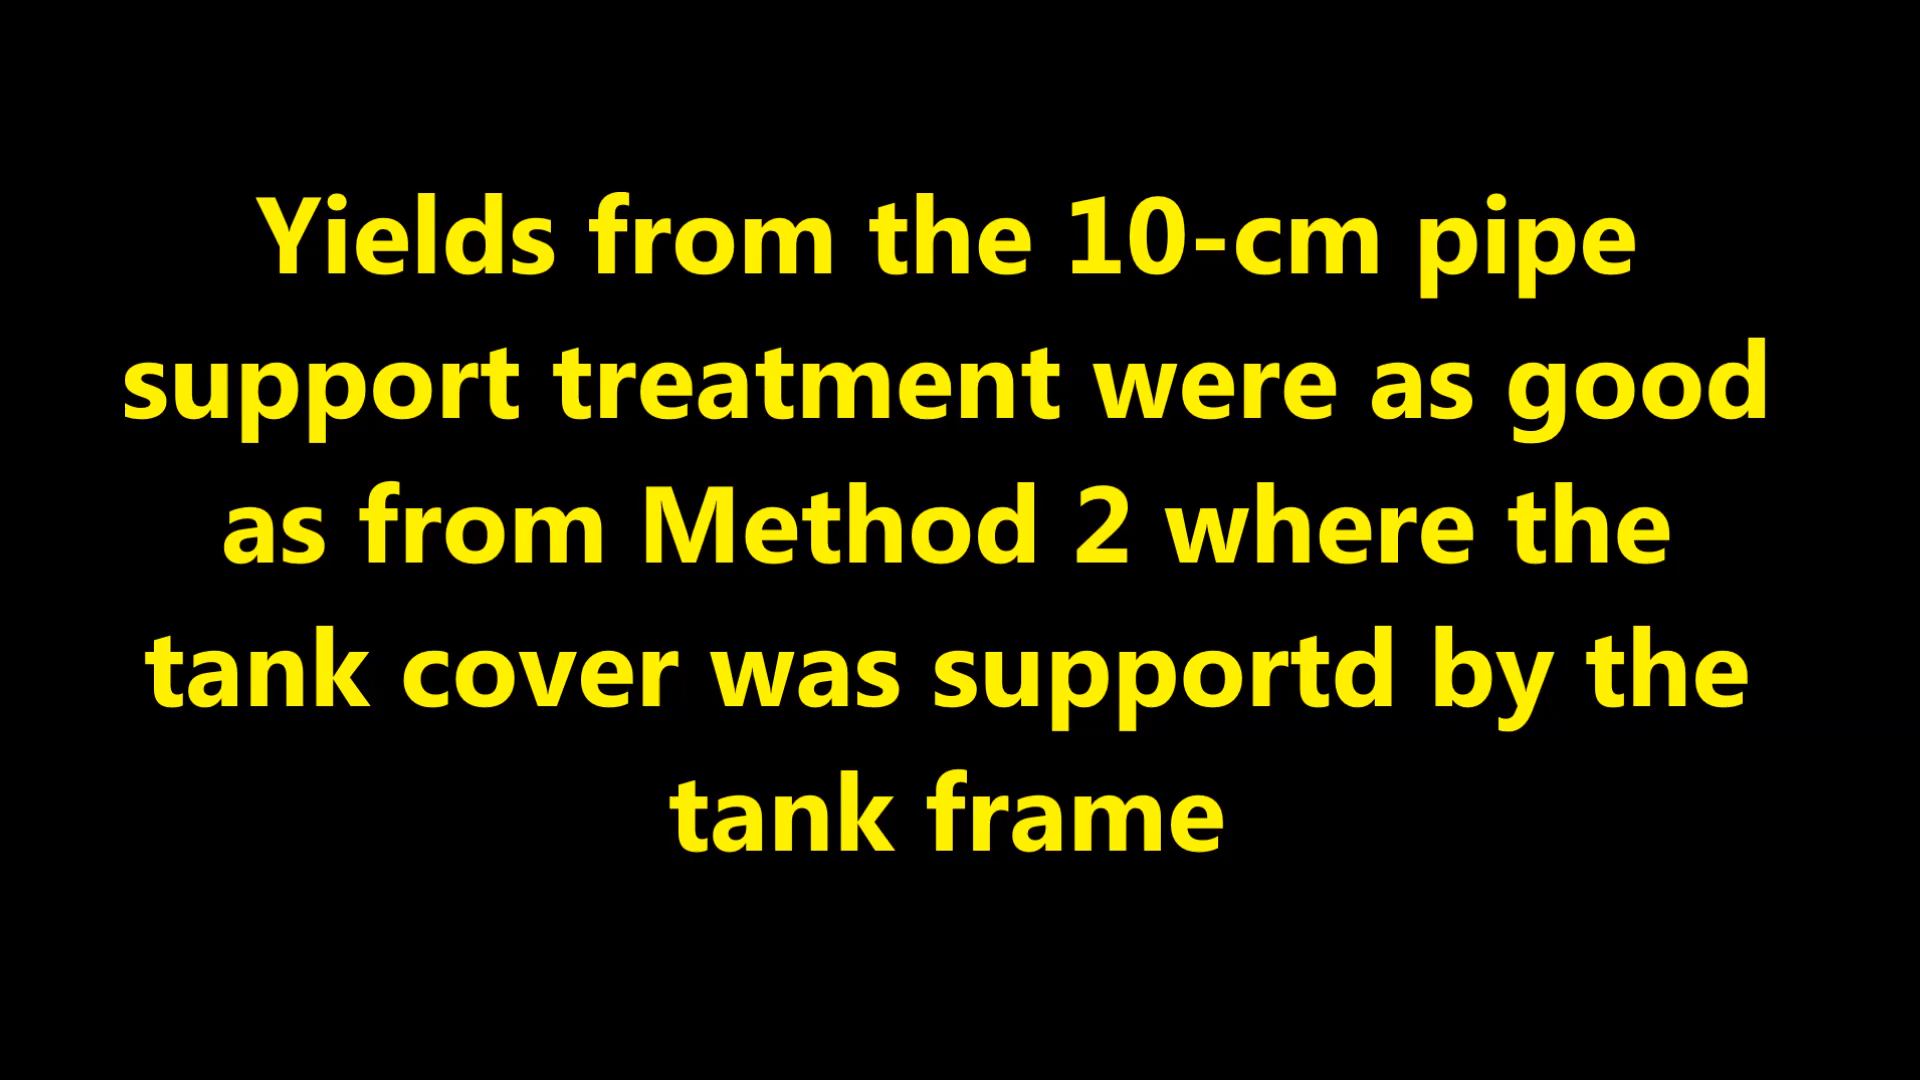 Yields from the 10-cm pipe
support treatment were as good
as from Method 2 where the
tank cover was supportd by the
tank frame